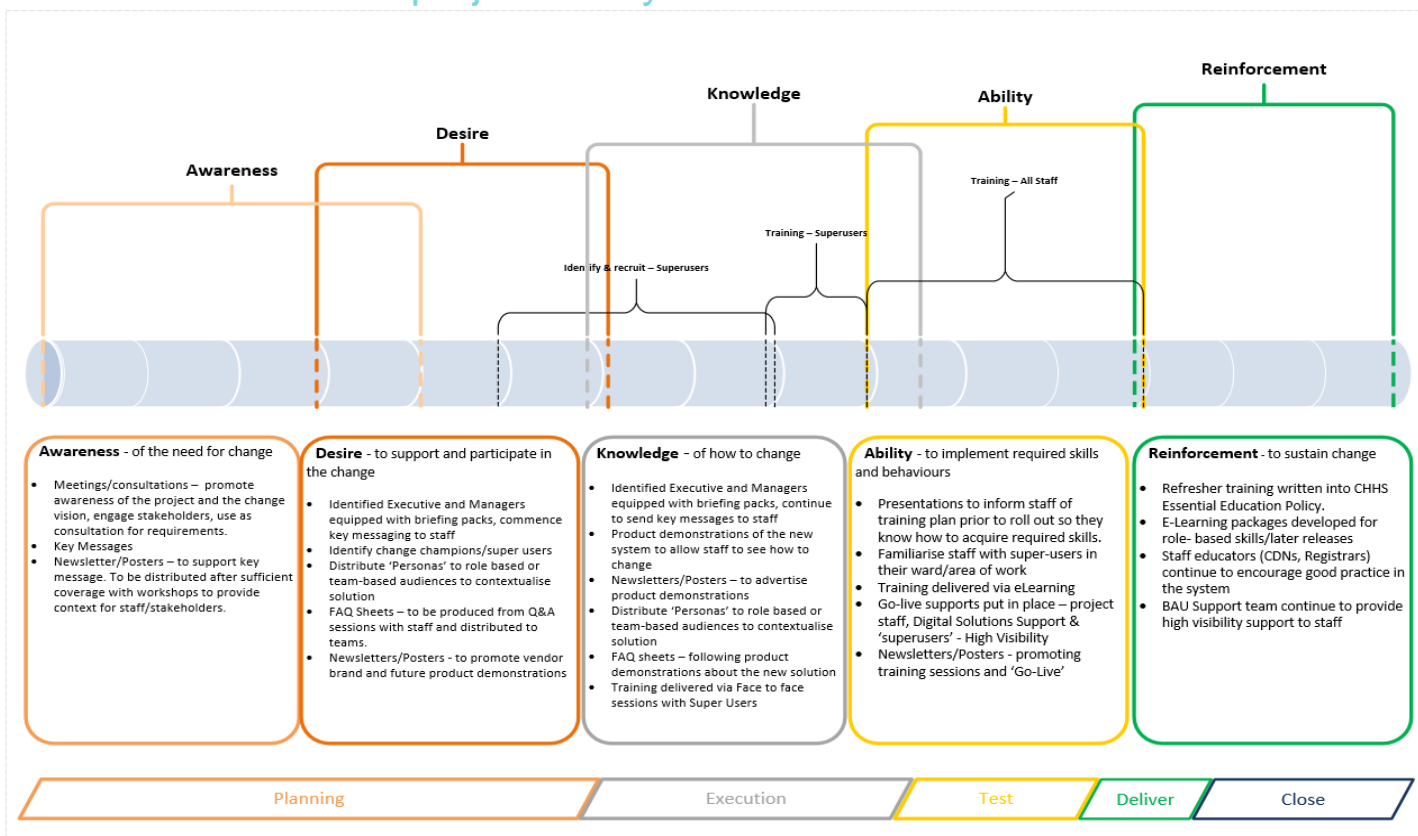 Reinforcement
Knowledge
Ability
Desire
Awareness
Training – All Staff
Training – Superusers
Identify & recruit – Superusers
Awareness - of the need for change
• Meetings/consultations – promote
awareness of the project and the change
vision, engage stakeholders, use as
consultation for requirements.
• Key Messages
• Newsletter/Posters – to support key
message. To be distributed after sufficient
coverage with workshops to provide
context for staff/stakeholders.
Desire - to support and participate in
the change
• Identified Executive and Managers
equipped with briefing packs, commence
key messaging to staff
• Identify change champions/super users
• Distribute ‘Personas’ to role based or
team-based audiences to contextualise
solution
• FAQ Sheets – to be produced from Q&A
sessions with staff and distributed to
teams.
• Newsletters/Posters - to promote vendor
brand and future product demonstrations
Knowledge - of how to change
• Identified Executive and Managers
equipped with briefing packs, continue
to send key messages to staff
• Product demonstrations of the new
system to allow staff to see how to
change
• Newsletters/Posters – to advertise
product demonstrations
• Distribute ‘Personas’ to role based or
team-based audiences to contextualise
solution
• FAQ sheets – following product
demonstrations about the new solution
• Training delivered via Face to face
sessions with Super Users
Ability - to implement required skills
and behaviours
• Presentations to inform staff of
training plan prior to roll out so they
know how to acquire required skills.
• Familiarise staff with super-users in
their ward/area of work
• Training delivered via eLearning
• Go-live supports put in place – project
staff, Digital Solutions Support &
‘superusers’ - High Visibility
• Newsletters/Posters - promoting
training sessions and ‘Go-Live’
Reinforcement - to sustain change
• Refresher training written into CHHS
Essential Education Policy.
• E-Learning packages developed for
role- based skills/later releases
• Staff educators (CDNs, Registrars)
continue to encourage good practice in
the system
• BAU Support team continue to provide
high visibility support to staff
Planning
Execution
Test
Deliver
Close